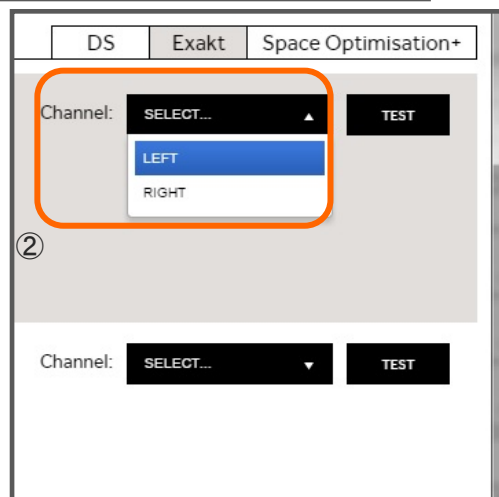 DS Exakt Space Optimisation+
Channel: SELECT... ▲ TEST
LEFT
RIGHT
②
Channel: SELECT... ▼ TEST